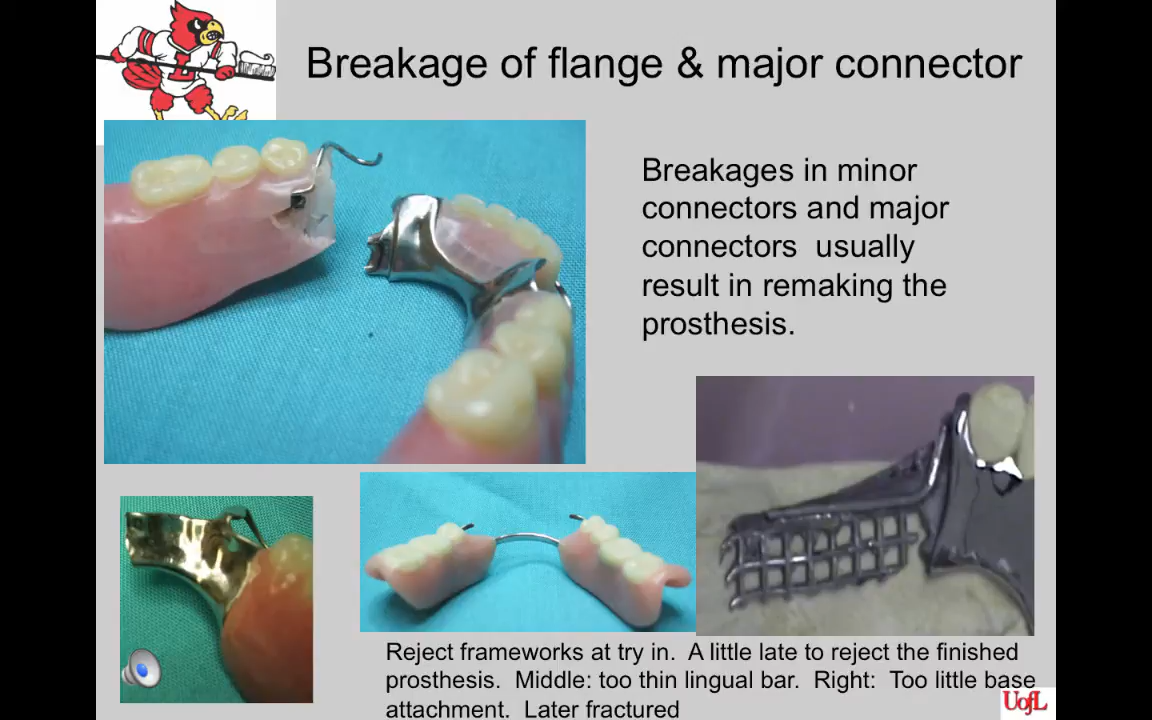 Breakage of flange & major connector
Breakages in minor
connectors and major
connectors  usually
result in remaking the
prosthesis.
Reject frameworks at try in.  A little late to reject the finished
prosthesis.  Middle: too thin lingual bar.  Right:  Too little base
attachment.  Later fractured
UofL